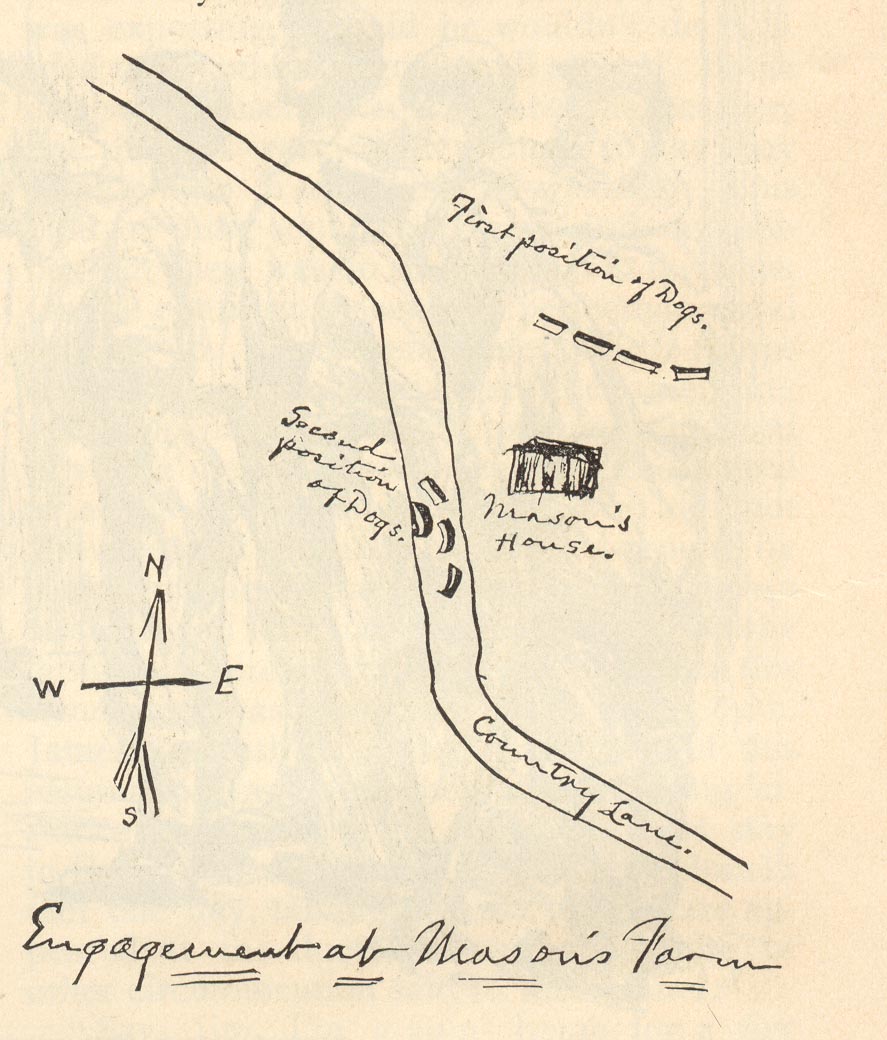 First position of Dogs.
Second
position
of Dogs.
Mason's
House.
N
W
E
S
Country Lane.
Engagement at Mason's Farm